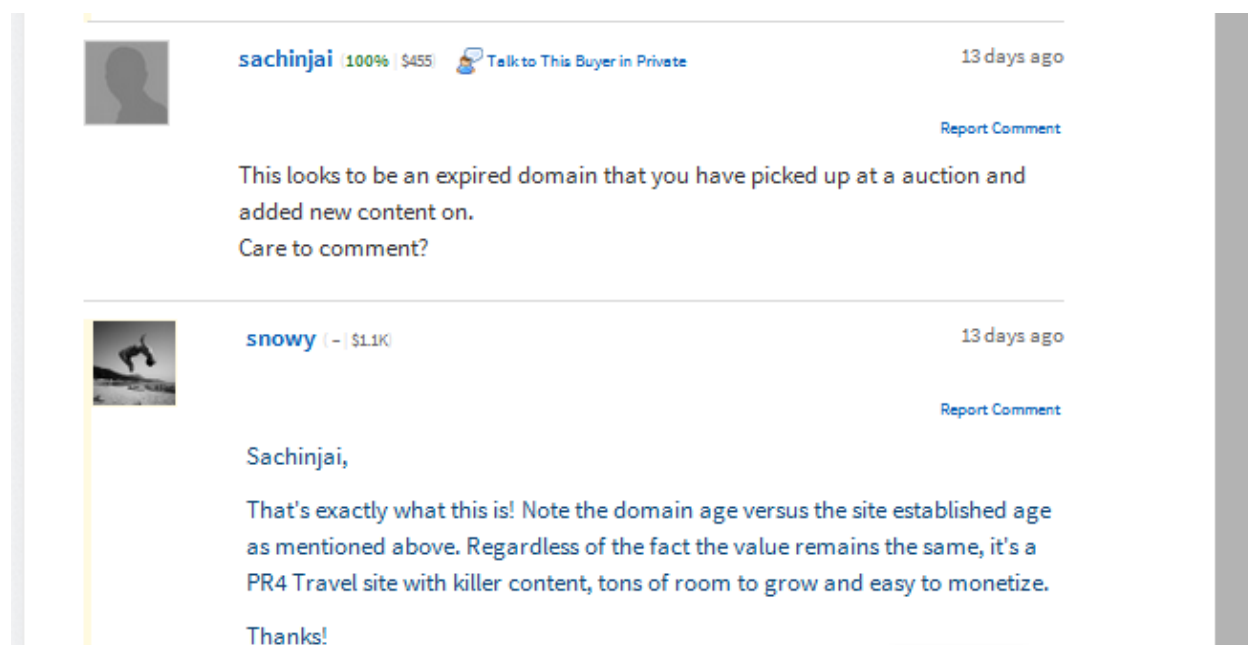 sachinjai (100% | $455) Talk to This Buyer in Private 13 days ago
Report Comment
This looks to be an expired domain that you have picked up at a auction and
added new content on.
Care to comment?
snowy ( – | $1.1K) 13 days ago
Report Comment
Sachinjai,
That's exactly what this is! Note the domain age versus the site established age
as mentioned above. Regardless of the fact the value remains the same, it's a
PR4 Travel site with killer content, tons of room to grow and easy to monetize.
Thanks!